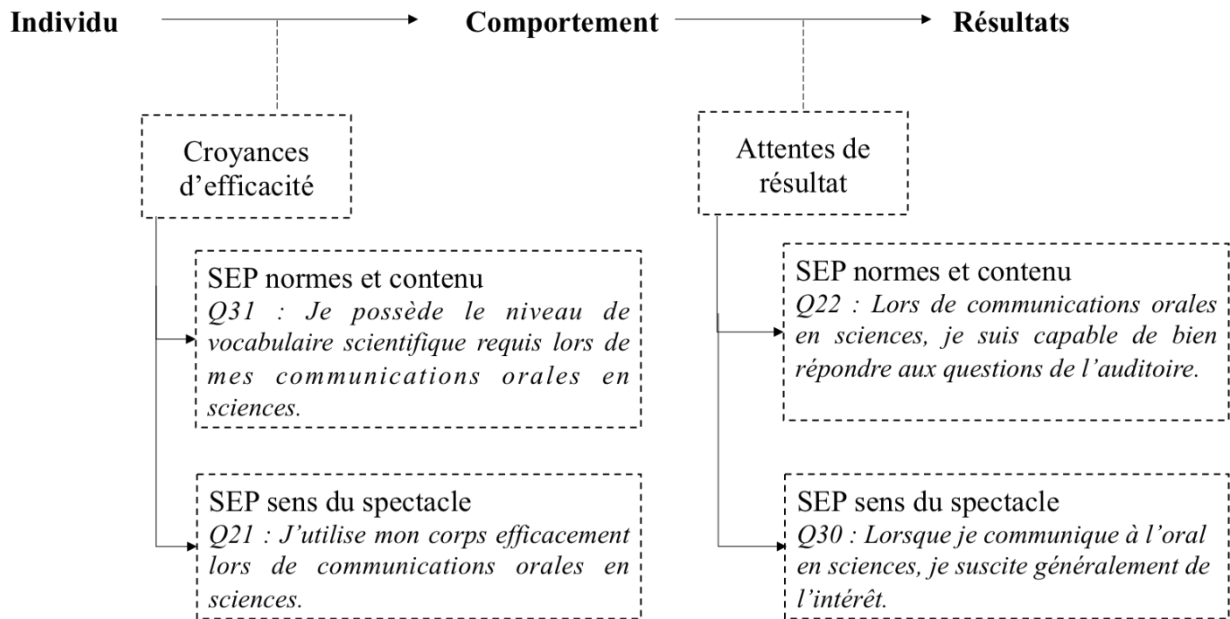 Individu Comportement Résultats
Croyances
d’efficacité
SEP normes et contenu
Q31 : Je possède le niveau de
vocabulaire scientifique requis lors de
mes communications orales en
sciences.
SEP sens du spectacle
Q21 : J’utilise mon corps efficacement
lors de communications orales en
sciences.
Attentes de
résultat
SEP normes et contenu
Q22 : Lors de communications orales
en sciences, je suis capable de bien
répondre aux questions de l’auditoire.
SEP sens du spectacle
Q30 : Lorsque je communique à l’oral
en sciences, je suscite généralement de
l’intérêt.